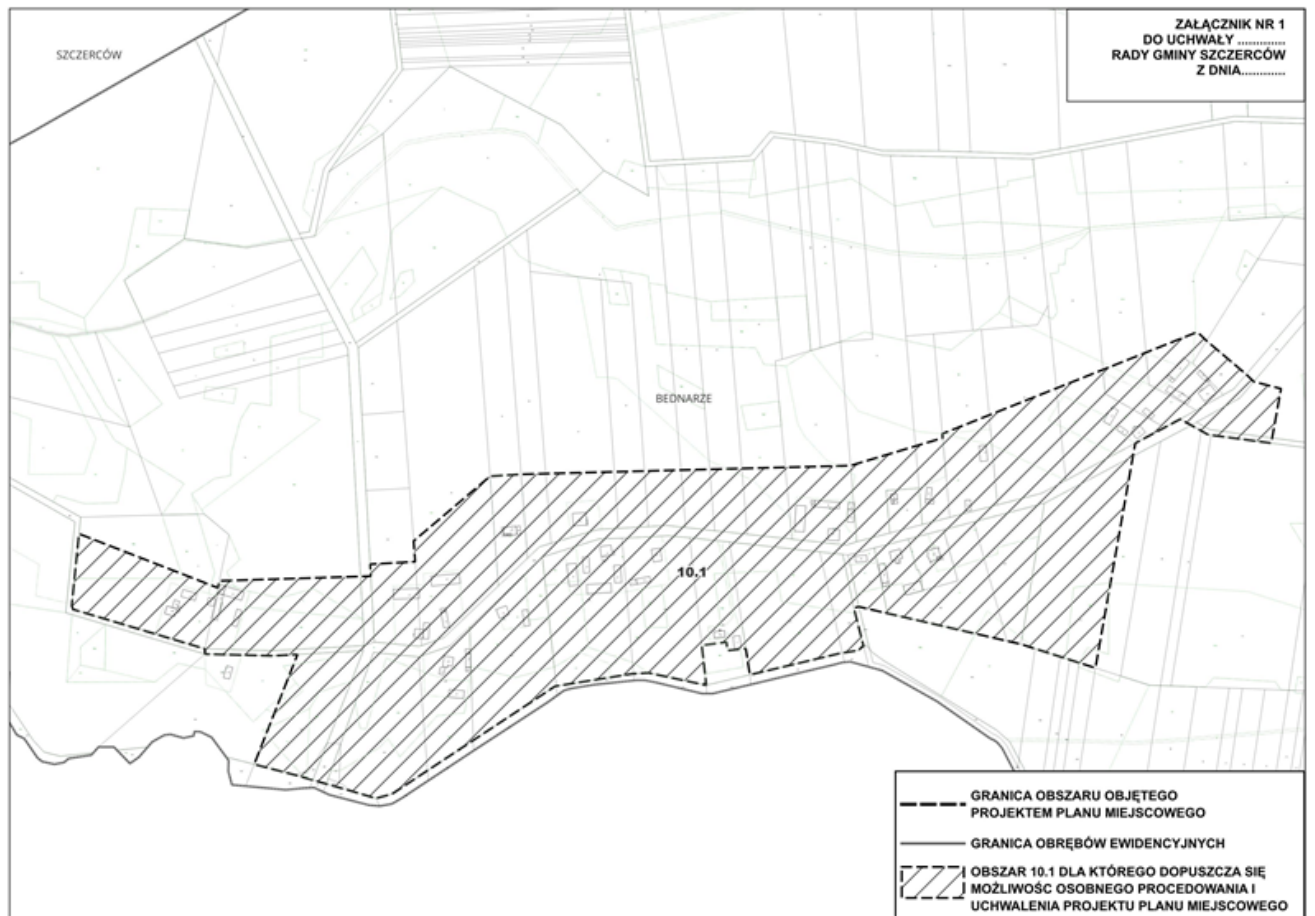 SZCZERCÓW
ZAŁĄCZNIK NR 1
DO UCHWAŁY .............
RADY GMINY SZCZERCÓW
Z DNIA.............
BEDNARZE
10.1
GRANICA OBSZARU OBJĘTEGO
PROJEKTEM PLANU MIEJSCOWEGO
GRANICA OBRĘBÓW EWIDENCYJNYCH
OBSZAR 10.1 DLA KTÓREGO DOPUSZCZA SIĘ
MOŻLIWOŚC OSOBNEGO PROCEDOWANIA I
UCHWALENIA PROJEKTU PLANU MIEJSCOWEGO